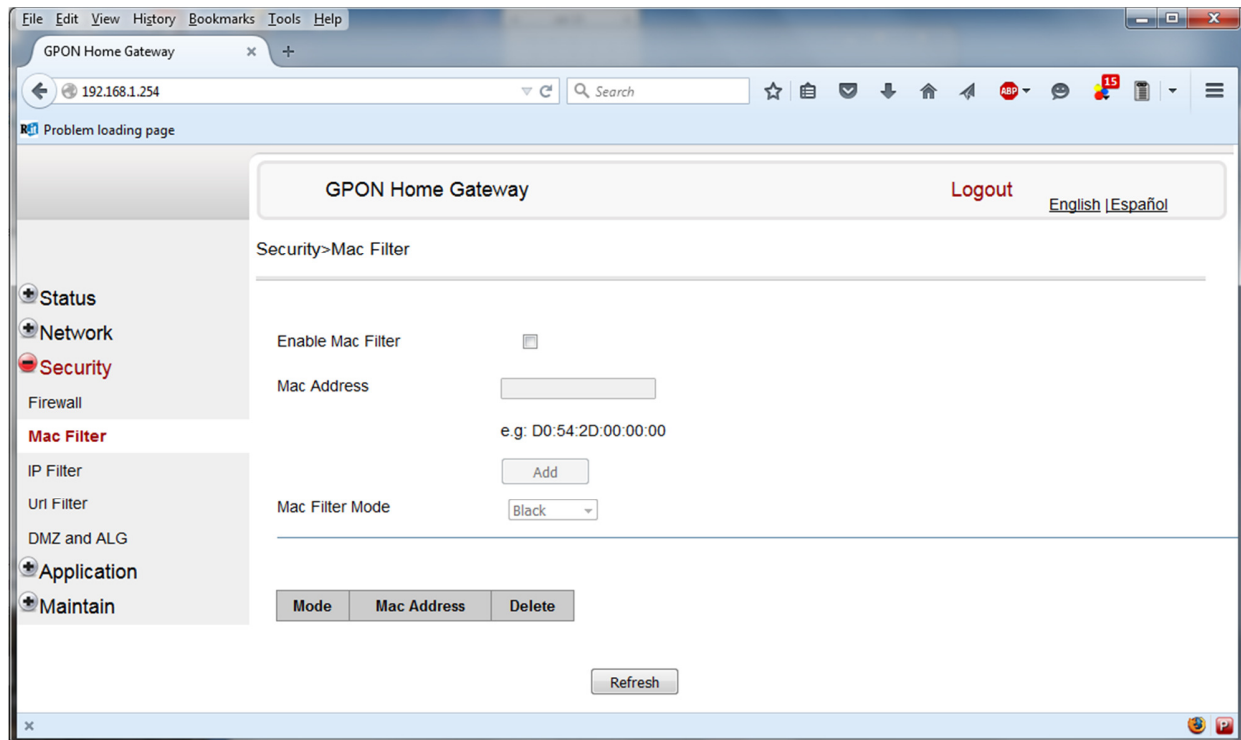 File Edit View History Bookmarks Tools Help
GPON Home Gateway
192.168.1.254
Search
ABP
15
Problem loading page
GPON Home Gateway
Logout
English | Español
Security>Mac Filter
Status
Network
Security
Firewall
Mac Filter
IP Filter
Url Filter
DMZ and ALG
Application
Maintain
Enable Mac Filter
Mac Address
e.g: D0:54:2D:00:00:00
Add
Mac Filter Mode
Black
Mode Mac Address Delete
Refresh